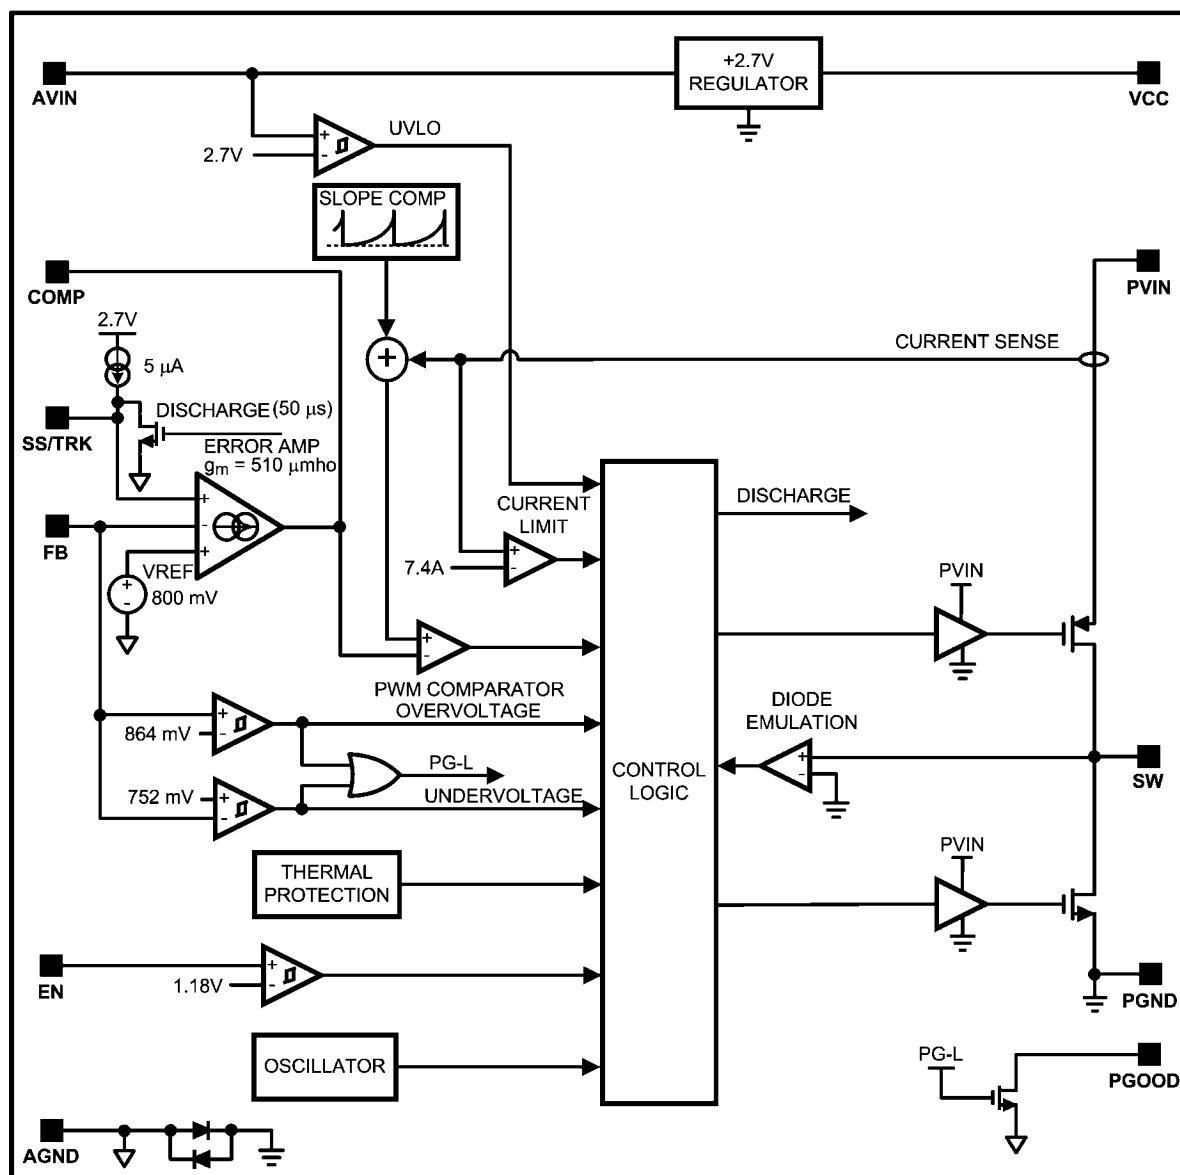 +2.7V
REGULATOR
AVIN
VCC
UVLO
+
-
2.7V
SLOPE COMP
COMP
PVIN
2.7V
CURRENT SENSE
+
5 μA
DISCHARGE (50 μs)
SS/TRK
ERROR AMP
gm = 510 μmho
+
-
+
CURRENT
LIMIT
DISCHARGE
FB
VREF
+
-
800 mV
+
-
7.4A
PVIN
+
-
PWM COMPARATOR
OVERVOLTAGE
+
-
864 mV
DIODE
EMULATION
PG-L
CONTROL
LOGIC
+
-
SW
752 mV
+
-
UNDERVOLTAGE
PVIN
THERMAL
PROTECTION
EN
+
-
1.18V
PGND
OSCILLATOR
PG-L
PGOOD
AGND